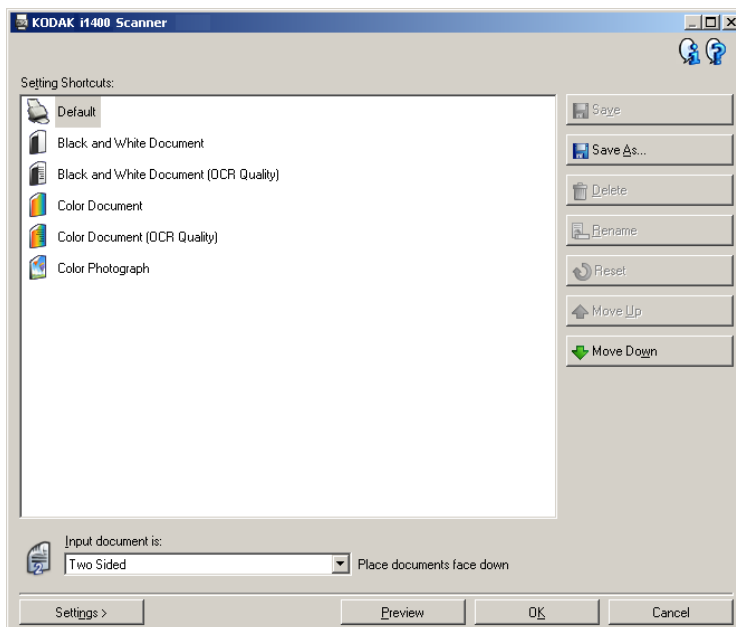 KODAK i1400 Scanner
Setting Shortcuts:
Default
Black and White Document
Black and White Document (OCR Quality)
Color Document
Color Document (OCR Quality)
Color Photograph
Save
Save As...
Delete
Rename
Reset
Move Up
Move Down
Input document is:
Two Sided
Place documents face down
Settings >
Preview
OK
Cancel